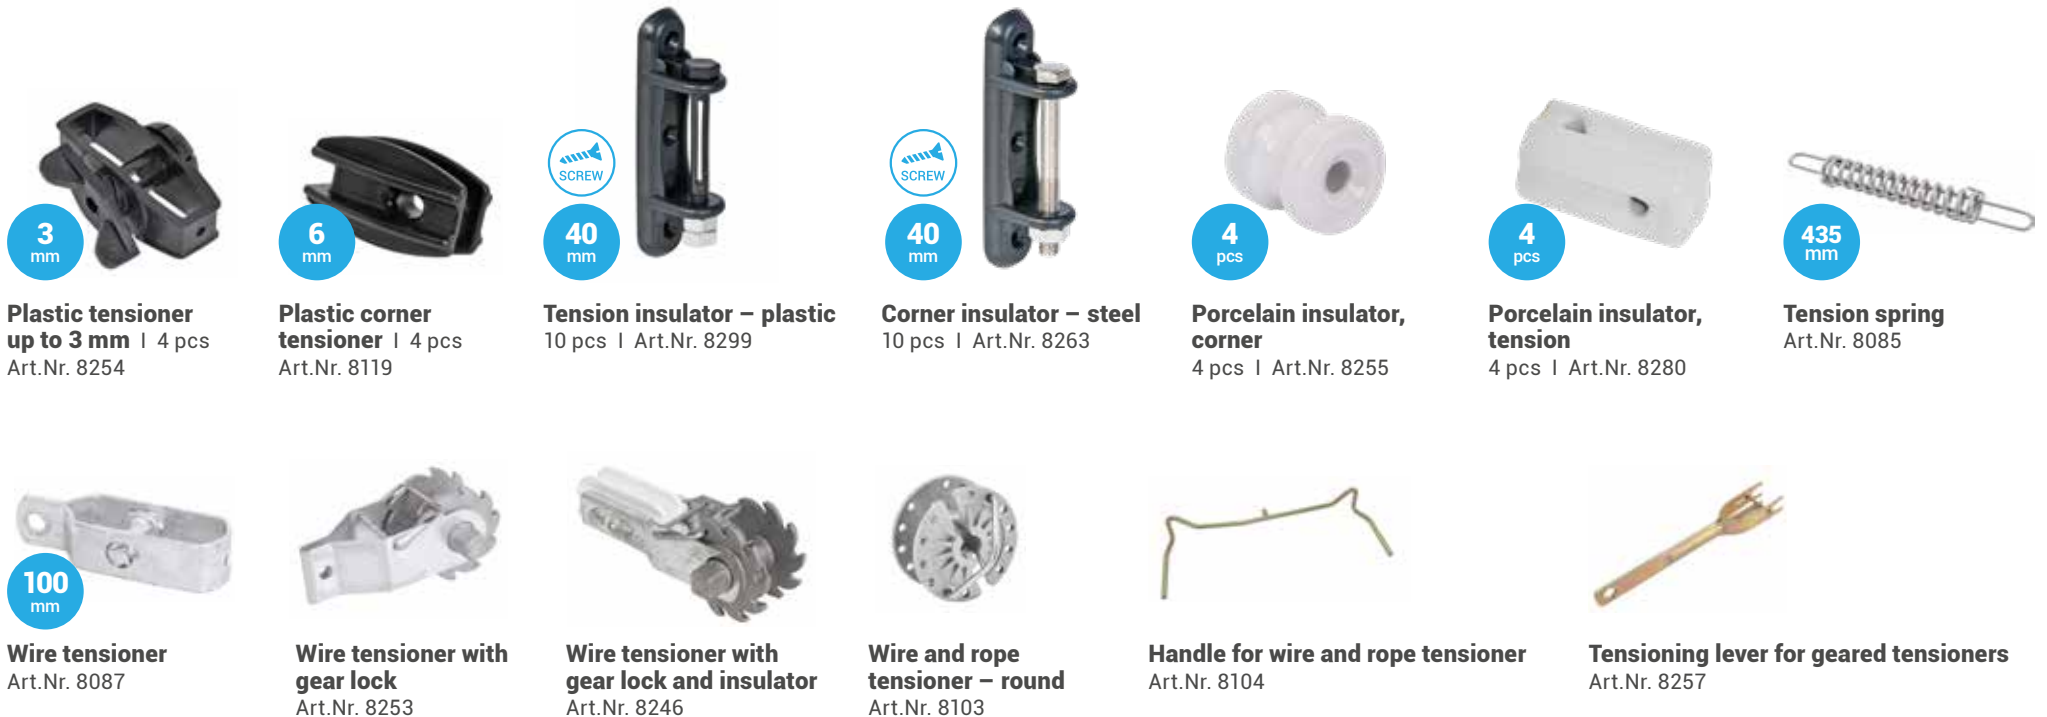 SCREW
SCREW
3
mm
6
mm
40
mm
40
mm
4
pcs
4
pcs
435
mm
Plastic tensioner
up to 3 mm I 4 pcs
Art.Nr. 8254
Plastic corner
tensioner I 4 pcs
Art.Nr. 8119
Tension insulator – plastic
10 pcs I Art.Nr. 8299
Corner insulator – steel
10 pcs I Art.Nr. 8263
Porcelain insulator,
corner
4 pcs I Art.Nr. 8255
Porcelain insulator,
tension
4 pcs I Art.Nr. 8280
Tension spring
Art.Nr. 8085
100
mm
Wire tensioner
Art.Nr. 8087
Wire tensioner with
gear lock
Art.Nr. 8253
Wire tensioner with
gear lock and insulator
Art.Nr. 8246
Wire and rope
tensioner – round
Art.Nr. 8103
Handle for wire and rope tensioner
Art.Nr. 8104
Tensioning lever for geared tensioners
Art.Nr. 8257